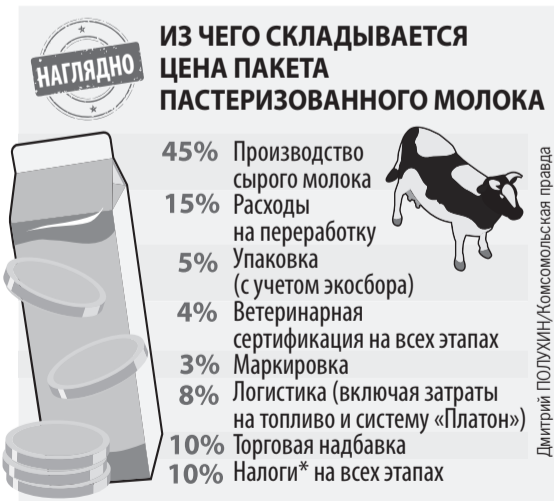 НАГЛЯДНО
ИЗ ЧЕГО СКЛАДЫВАЕТСЯ
ЦЕНА ПАКЕТА
ПАСТЕРИЗОВАННОГО МОЛОКА
45% Производство
сырого молока
15% Расходы
на переработку
5% Упаковка
(с учетом экосбора)
4% Ветеринарная
сертификация на всех этапах
3% Маркировка
8% Логистика (включая затраты
на топливо и систему «Платон»)
10% Торговая надбавка
10% Налоги* на всех этапах
Дмитрий ПОЛУХИН/Комсомольская правда